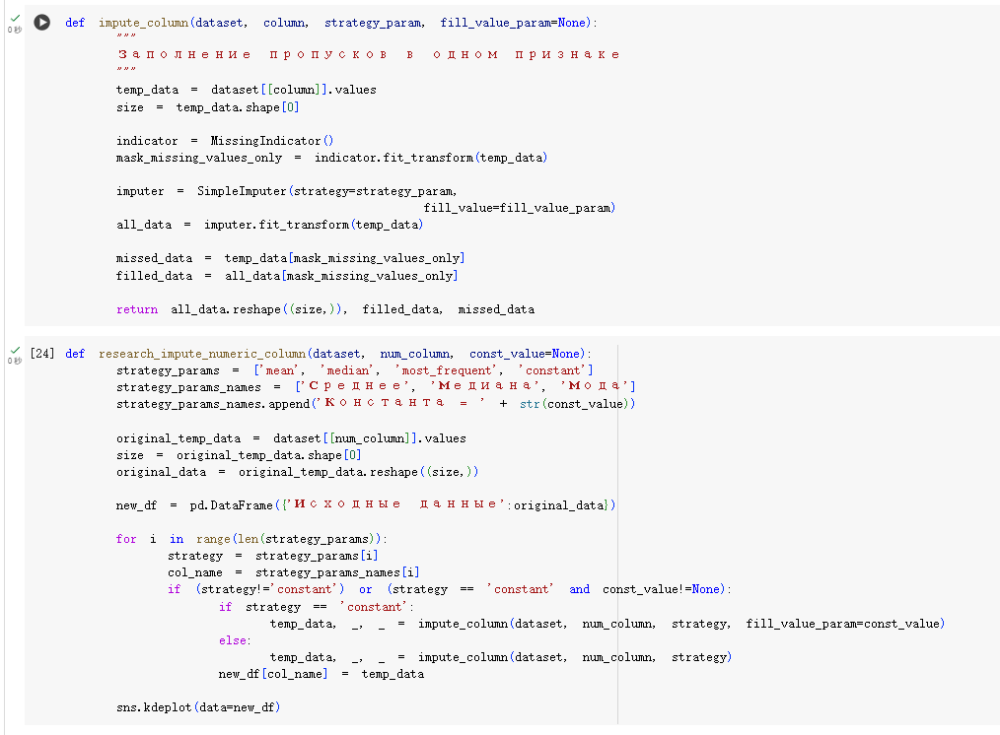 def impute_column(dataset, column, strategy_param, fill_value_param=None):
"""
Заполнение пропусков в одном признаке
"""
temp_data = dataset[[column]].values
size = temp_data.shape[0]
indicator = MissingIndicator()
mask_missing_values_only = indicator.fit_transform(temp_data)
imputer = SimpleImputer(strategy=strategy_param,
fill_value=fill_value_param)
all_data = imputer.fit_transform(temp_data)
missed_data = temp_data[mask_missing_values_only]
filled_data = all_data[mask_missing_values_only]
return all_data.reshape((size,)), filled_data, missed_data
0 秒
[24] def research_impute_numeric_column(dataset, num_column, const_value=None):
0 秒
strategy_params = ['mean', 'median', 'most_frequent', 'constant']
strategy_params_names = ['Среднее', 'Медиана', 'Мода']
strategy_params_names.append('Константа = ' + str(const_value))
original_temp_data = dataset[[num_column]].values
size = original_temp_data.shape[0]
original_data = original_temp_data.reshape((size,))
new_df = pd.DataFrame({'Исходные данные':original_data})
for i in range(len(strategy_params)):
strategy = strategy_params[i]
col_name = strategy_params_names[i]
if (strategy!='constant') or (strategy == 'constant' and const_value!=None):
if strategy == 'constant':
temp_data, _, _ = impute_column(dataset, num_column, strategy, fill_value_param=const_value)
else:
temp_data, _, _ = impute_column(dataset, num_column, strategy)
new_df[col_name] = temp_data
sns.kdeplot(data=new_df)